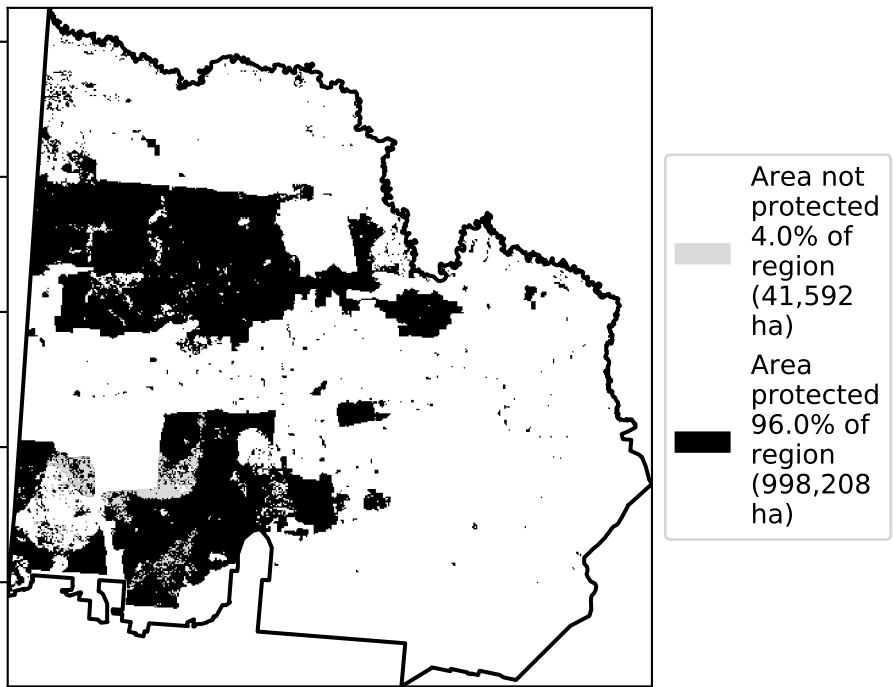 Area not
protected
4.0% of
region
(41,592
ha)
Area
protected
96.0% of
region
(998,208
ha)